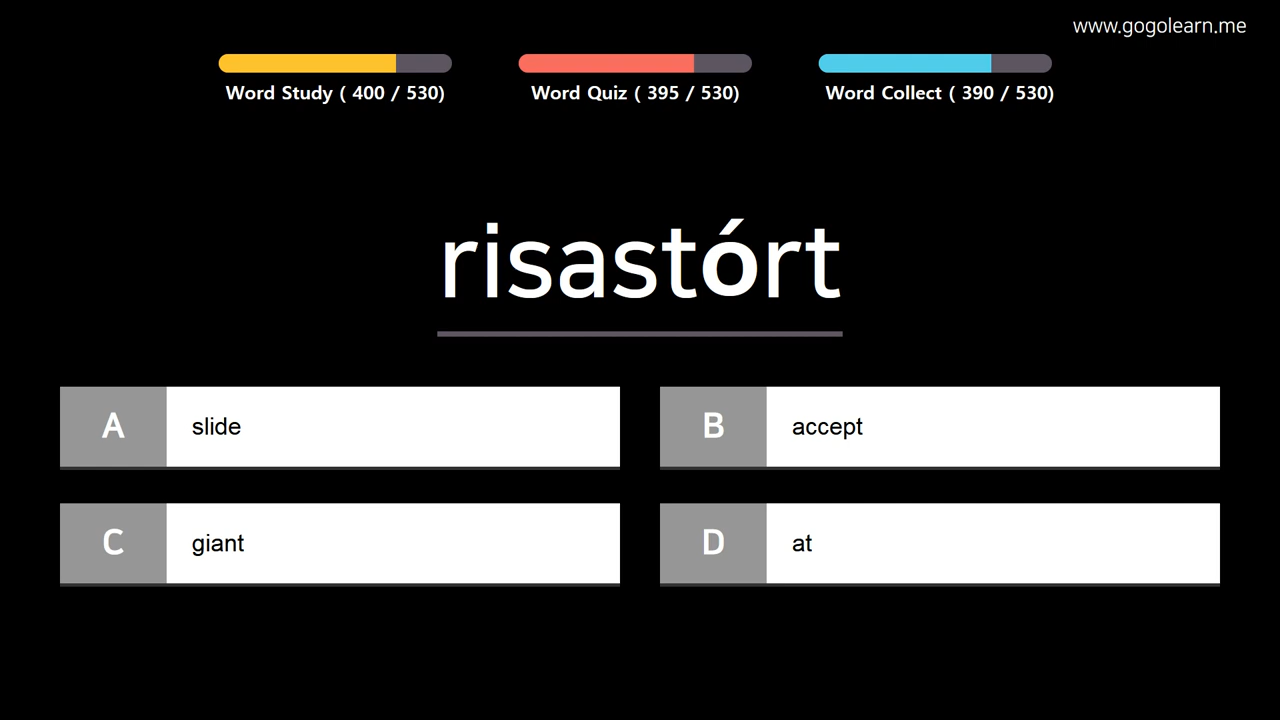 www.gogolearn.me
Word Study ( 400 / 530)
Word Quiz ( 395 / 530)
Word Collect ( 390 / 530)
risastórt
A slide
B accept
C giant
D at